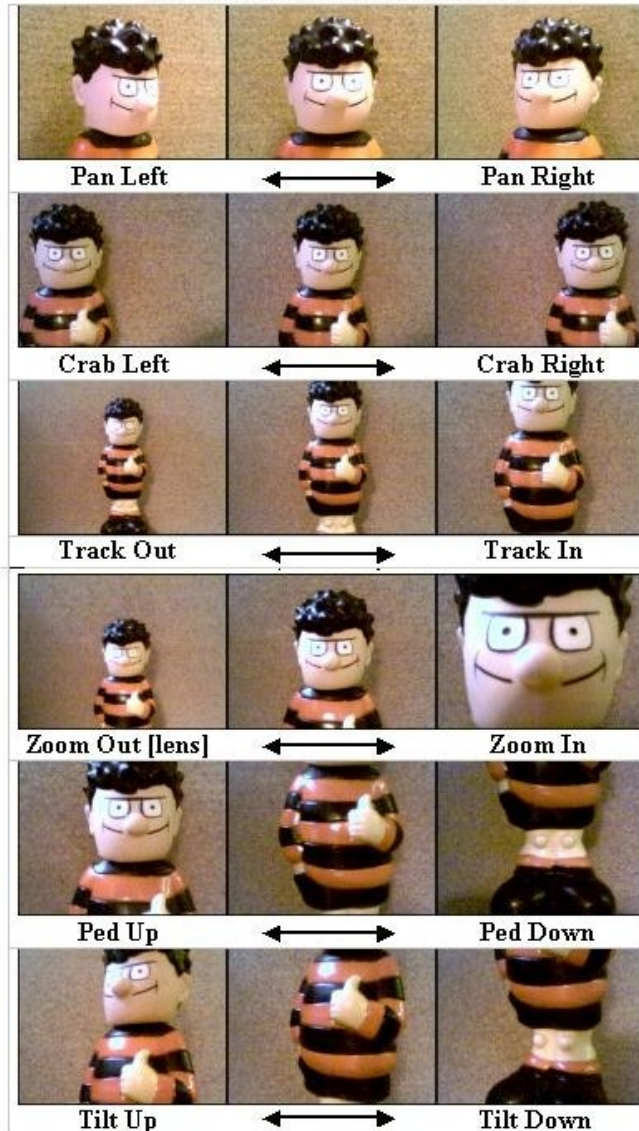 Pan Left Pan Right
Crab Left Crab Right
Track Out Track In
Zoom Out [lens] Zoom In
Ped Up Ped Down
Tilt Up Tilt Down